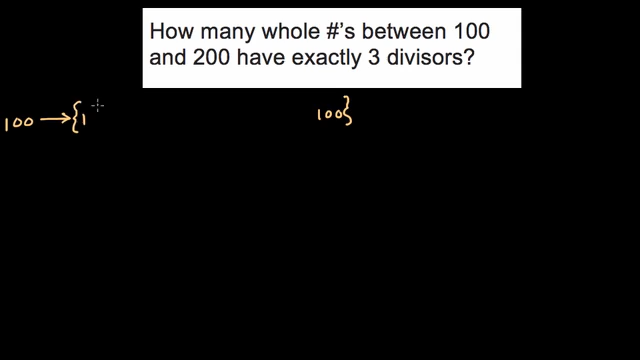 How many whole #'s between 100
and 200 have exactly 3 divisors?
100 → {1 100}